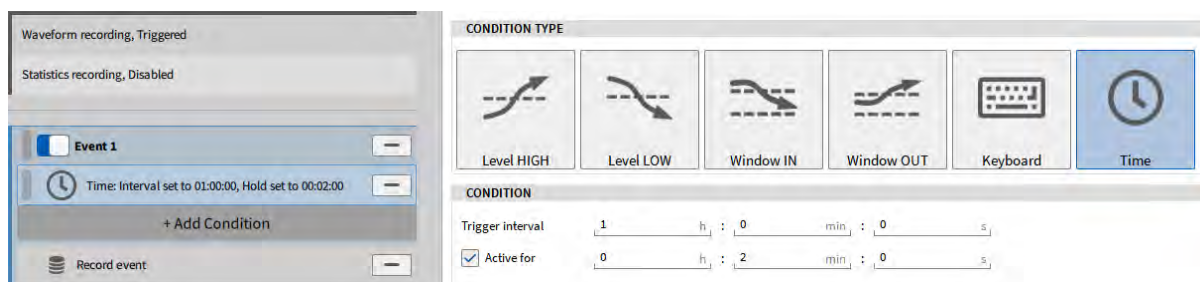 Waveform recording, Triggered
Statistics recording, Disabled
Event 1
Time: Interval set to 01:00:00, Hold set to 00:02:00
+ Add Condition
Record event
CONDITION TYPE
Level HIGH Level LOW Window IN Window OUT Keyboard Time
CONDITION
Trigger interval 1 h : 0 min : 0 s
Active for 0 h : 2 min : 0 s